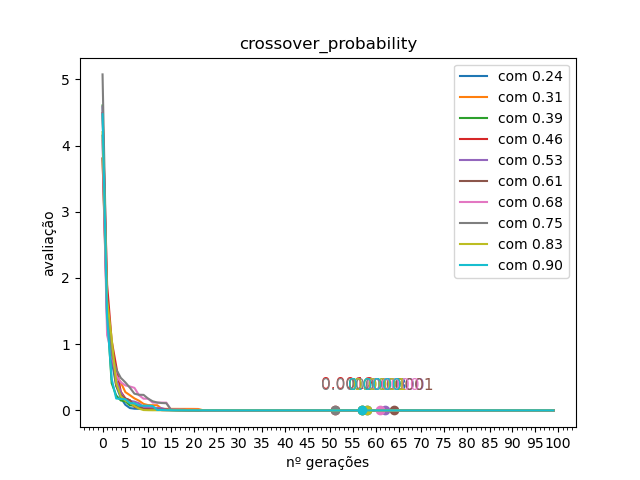 crossover_probability
5
4
3
2
1
0
avaliação
com 0.24
com 0.31
com 0.39
com 0.46
com 0.53
com 0.61
com 0.68
com 0.75
com 0.83
com 0.90
0 5 10 15 20 25 30 35 40 45 50 55 60 65 70 75 80 85 90 95 100
nº gerações